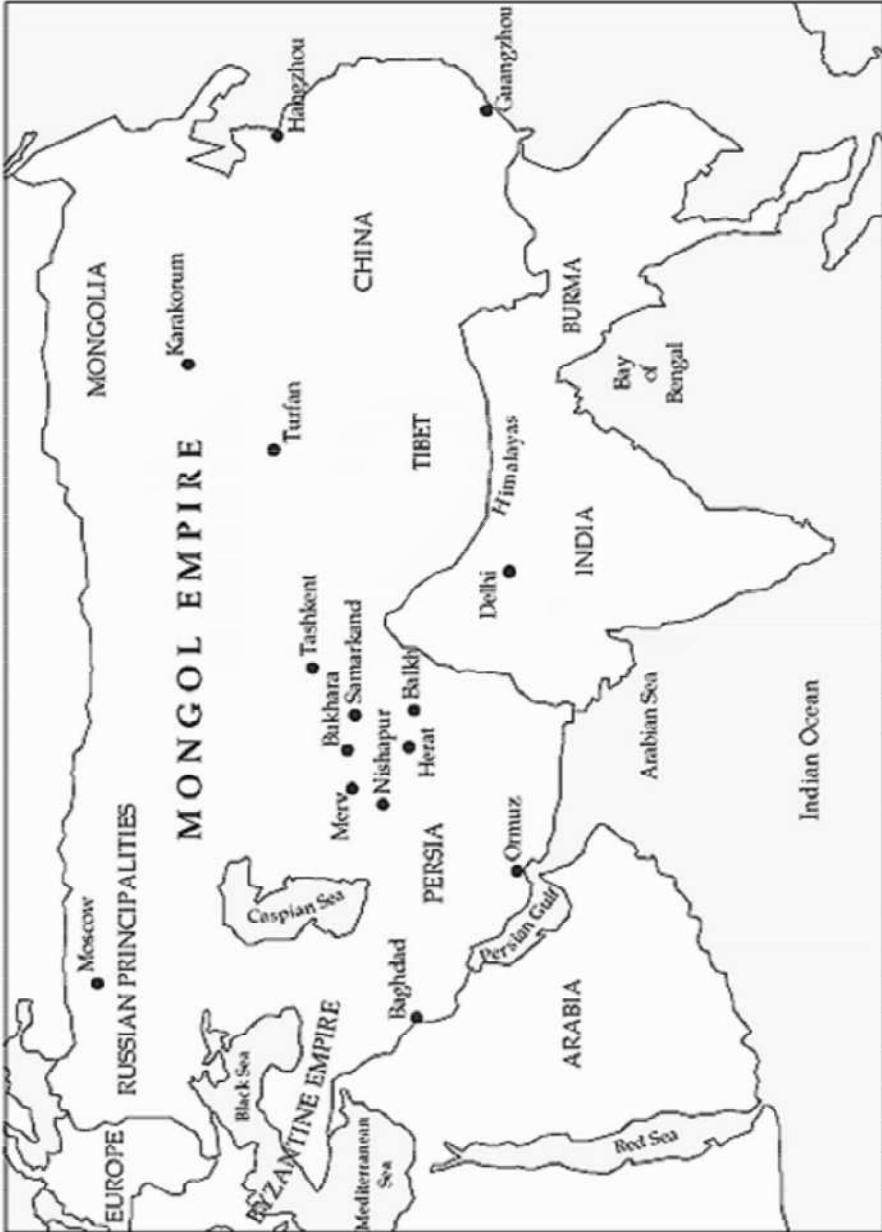 EUROPE
RUSSIAN PRINCIPALITIES
Moscow
MONGOL EMPIRE
MONGOLIA
Karakorum
Hangzhou
Guangzhou
Turfan
CHINA
TIBET
Himalayas
BURMA
Bay
of
Bengal
INDIA
Delhi
Tashkent
Bukhara
Samarkand
Merv
Nishapur
Balkh
Herat
PERSIA
Ormuz
Caspian Sea
Persian Gulf
Baghdad
ARABIA
Arabian Sea
Indian Ocean
Black Sea
BYZANTINE EMPIRE
Mediterranean
Sea
Red Sea